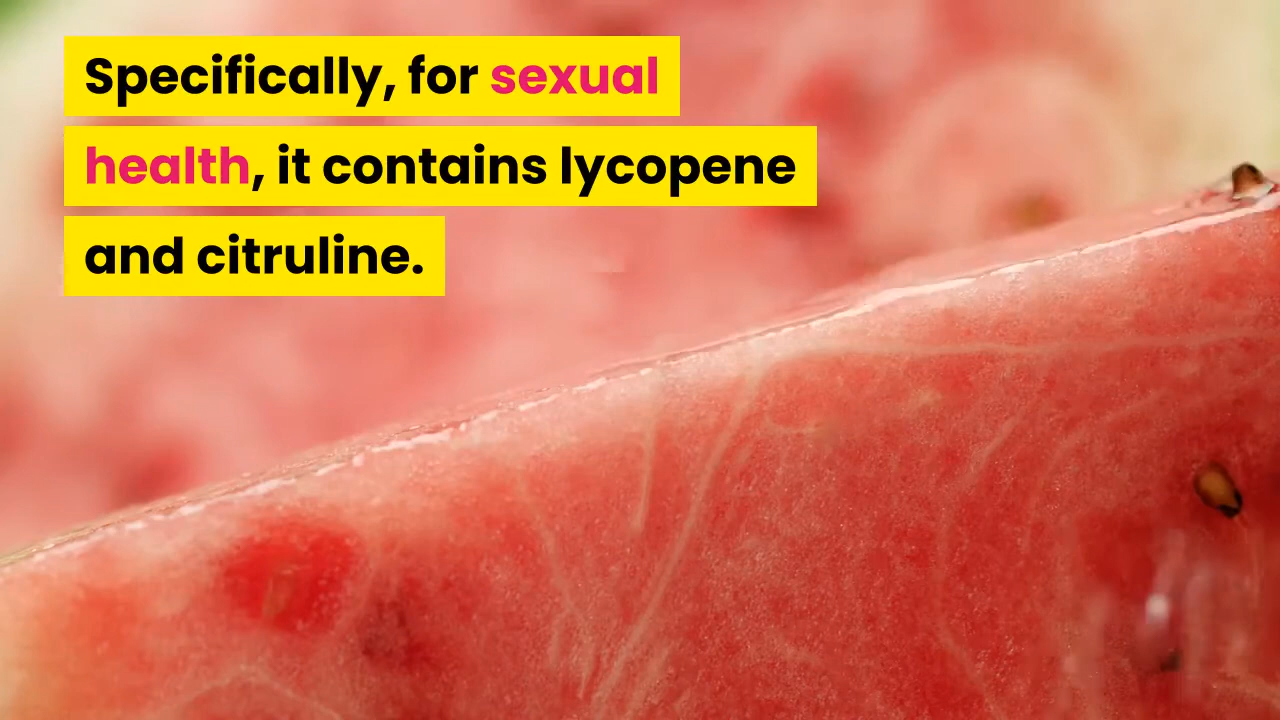 Specifically, for sexual
health, it contains lycopene
and citruline.